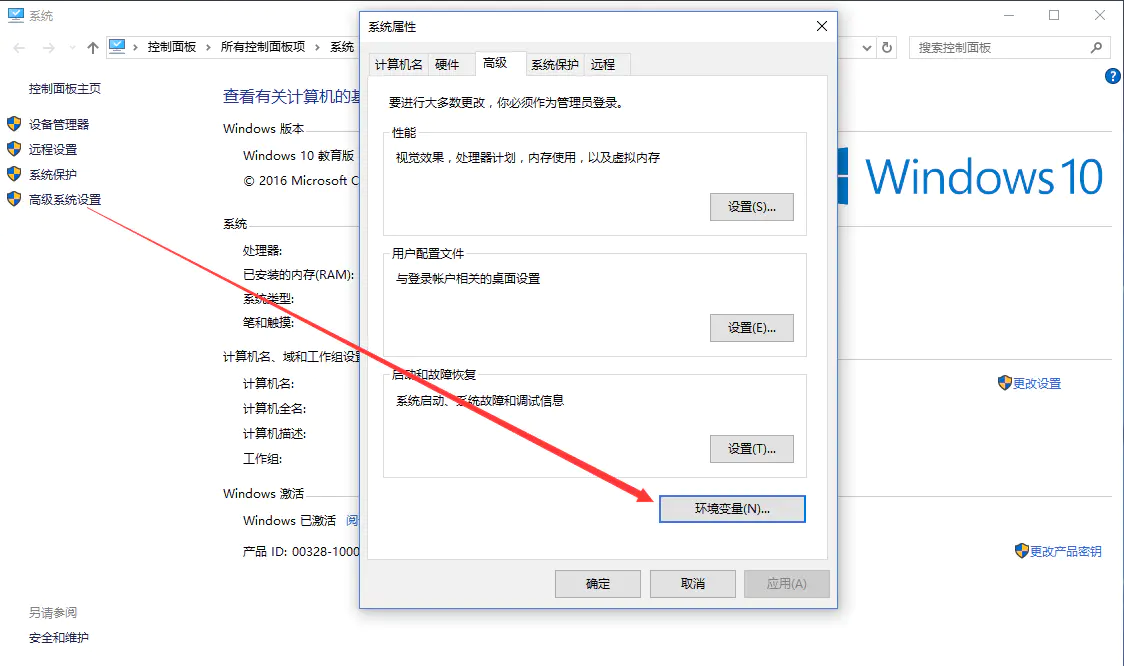 系统
控制面板 › 所有控制面板项 › 系统
搜索控制面板
控制面板主页
设备管理器
远程设置
系统保护
高级系统设置
另请参阅
安全和维护
查看有关计算机的基
Windows 版本
Windows 10 教育版
© 2016 Microsoft C
系统
处理器:
已安装的内存(RAM):
系统类型:
笔和触摸:
计算机名、域和工作组设置
计算机名:
计算机全名:
计算机描述:
工作组:
Windows 激活
Windows 已激活 阅
产品 ID: 00328-1000
系统属性
计算机名 硬件 高级 系统保护 远程
要进行大多数更改，你必须作为管理员登录。
性能
视觉效果，处理器计划，内存使用，以及虚拟内存
设置(S)...
用户配置文件
与登录帐户相关的桌面设置
设置(E)...
启动和故障恢复
系统启动、系统故障和调试信息
设置(T)...
环境变量(N)...
确定 取消 应用(A)
Windows 10
更改设置
更改产品密钥